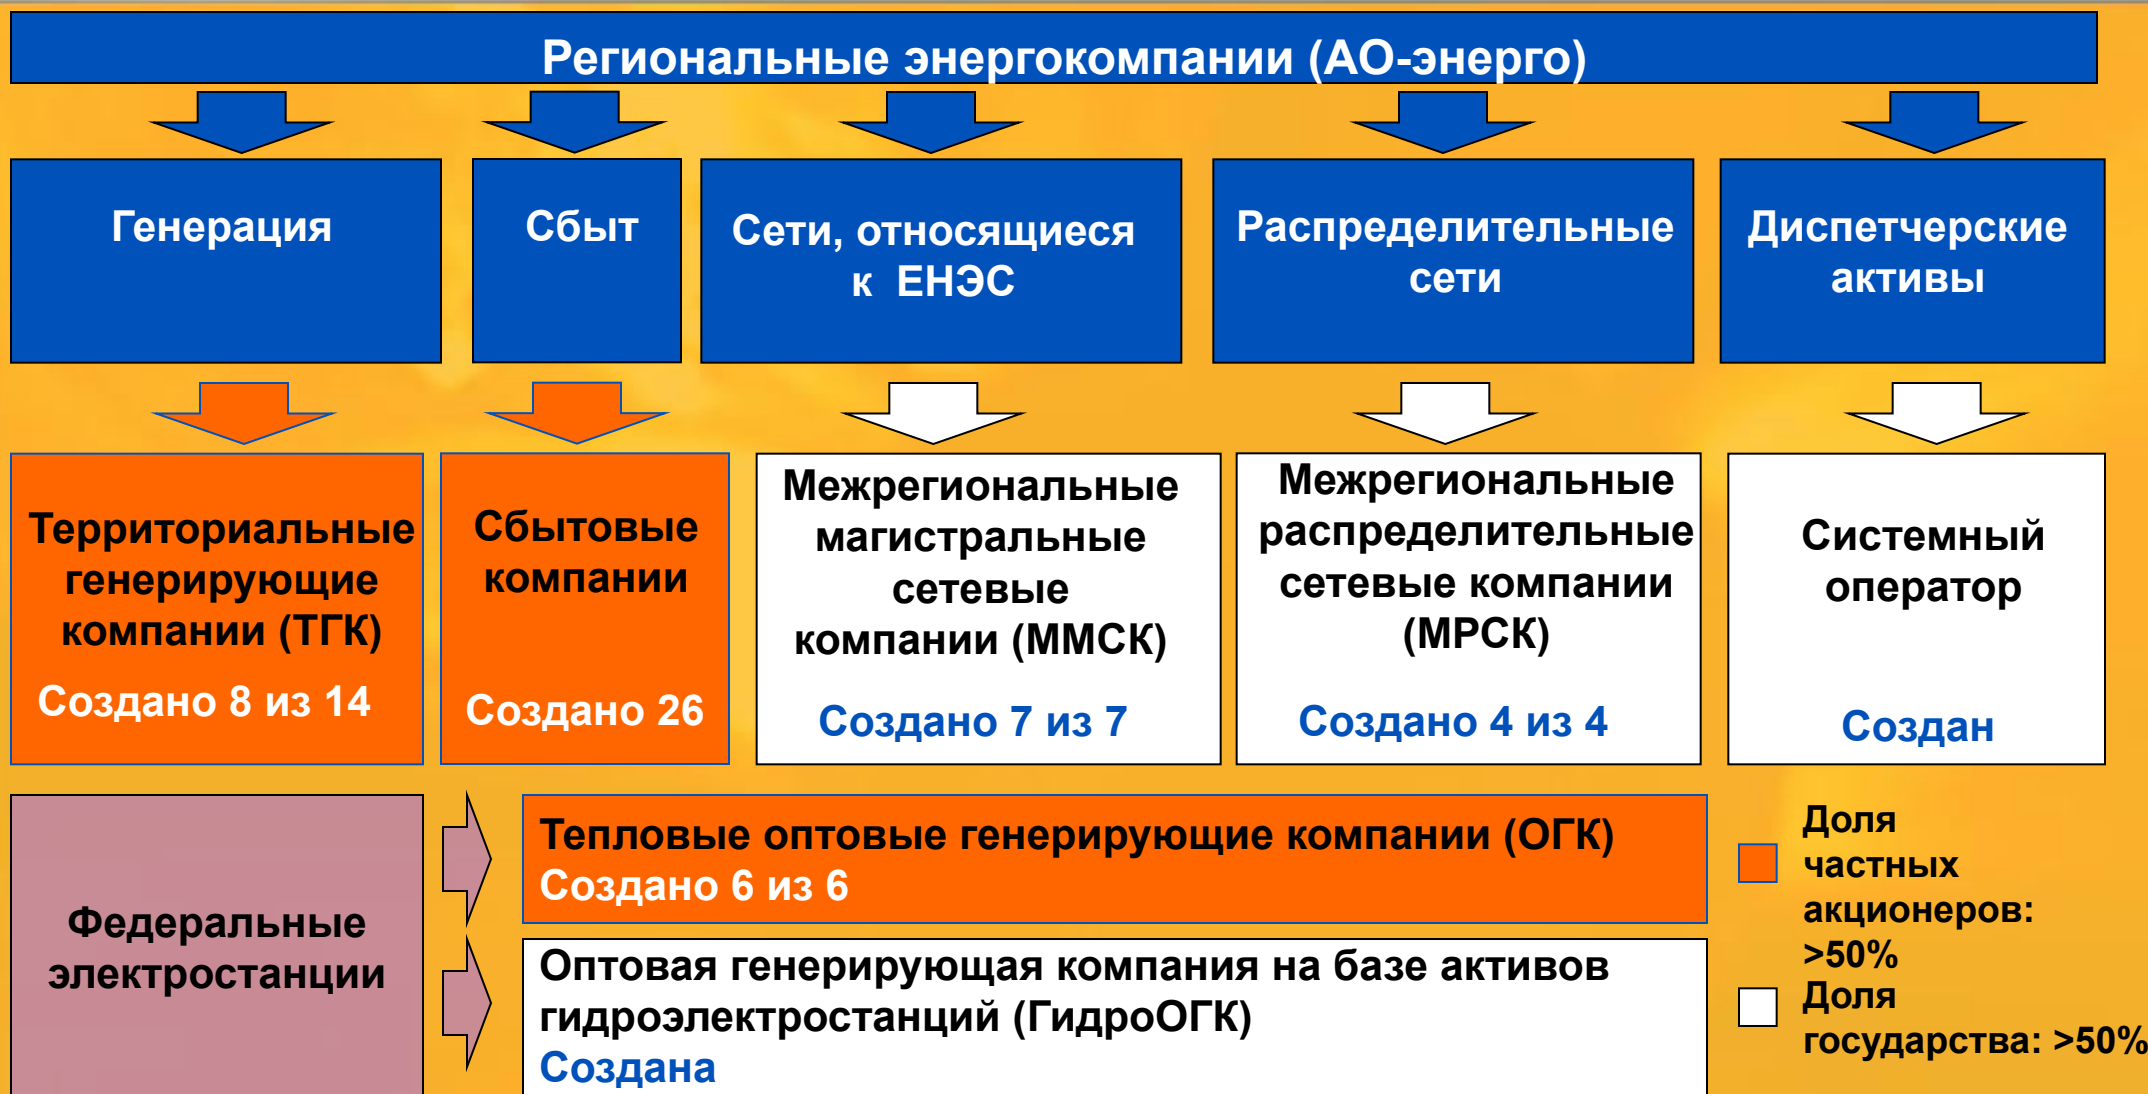 Региональные энергокомпании (АО-энерго)
Генерация
Сбыт
Сети, относящиеся
к ЕНЭС
Распределительные
сети
Диспетчерские
активы
Территориальные
генерирующие
компании (ТГК)
Создано 8 из 14
Сбытовые
компании
Создано 26
Межрегиональные
магистральные
сетевые
компании (ММСК)
Создано 7 из 7
Межрегиональные
распределительные
сетевые компании
(МРСК)
Создано 4 из 4
Системный
оператор
Создан
Федеральные
электростанции
Тепловые оптовые генерирующие компании (ОГК)
Создано 6 из 6
Оптовая генерирующая компания на базе активов
гидроэлектростанций (ГидроОГК)
Создана
Доля
частных
акционеров:
>50%
Доля
государства: >50%